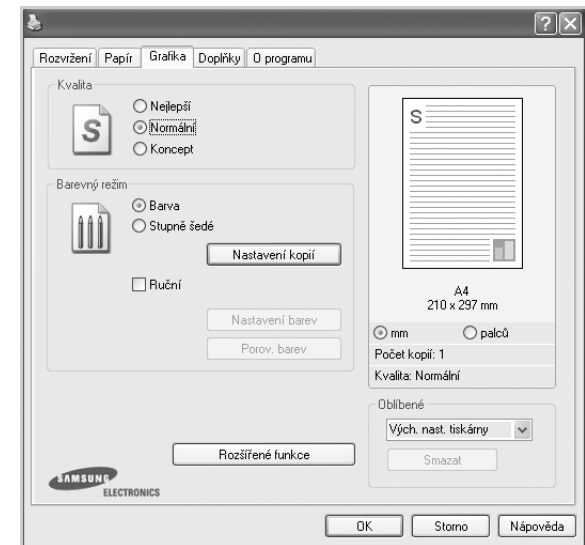 Rozvržení Papír Grafika Doplňky O programu
Kvalita
S
Nejlepší
Normální
Koncept
Barevný režim
Barva
Stupně šedé
Nastavení kopií
Ruční
Nastavení barev
Porov. barev
Rozšířené funkce
SAMSUNG
ELECTRONICS
S
A4
210 x 297 mm
mm palců
Počet kopií: 1
Kvalita: Normální
Oblíbené
Vých. nast. tiskárny
Smazat
OK Storno Nápověda